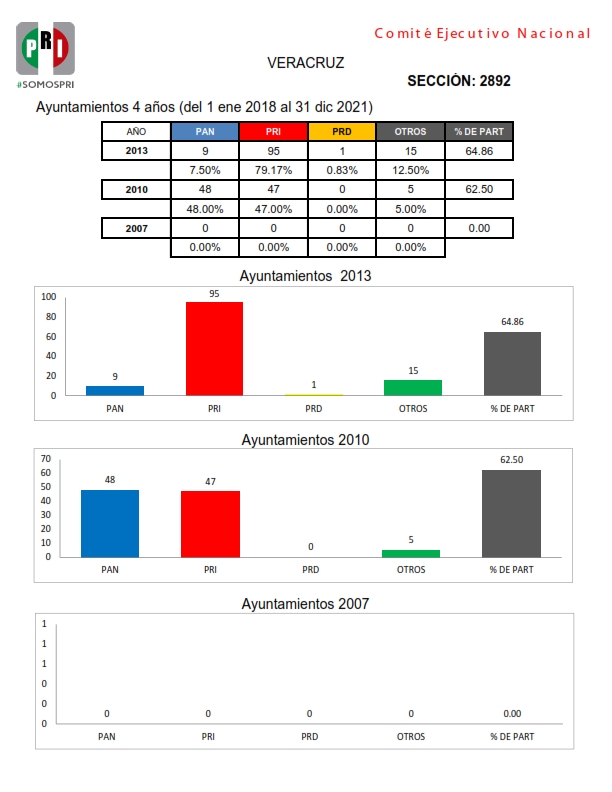 Comité Ejecutivo Nacional
PRI
#SOMOSPRI
VERACRUZ
SECCIÓN: 2892
Ayuntamientos 4 años (del 1 ene 2018 al 31 dic 2021)
AÑO PAN PRI PRD OTROS % DE PART
2013 9 95 1 15 64.86
7.50% 79.17% 0.83% 12.50%
2010 48 47 0 5 62.50
48.00% 47.00% 0.00% 5.00%
2007 0 0 0 0 0.00
0.00% 0.00% 0.00% 0.00%
Ayuntamientos 2013
100
80
60
40
20
0
9 95 1 15 64.86
PAN PRI PRD OTROS % DE PART
Ayuntamientos 2010
70
60
50
40
30
20
10
0
48 47 0 5 62.50
PAN PRI PRD OTROS % DE PART
Ayuntamientos 2007
1
1
1
0
0
0
0 0 0 0 0.00
PAN PRI PRD OTROS % DE PART